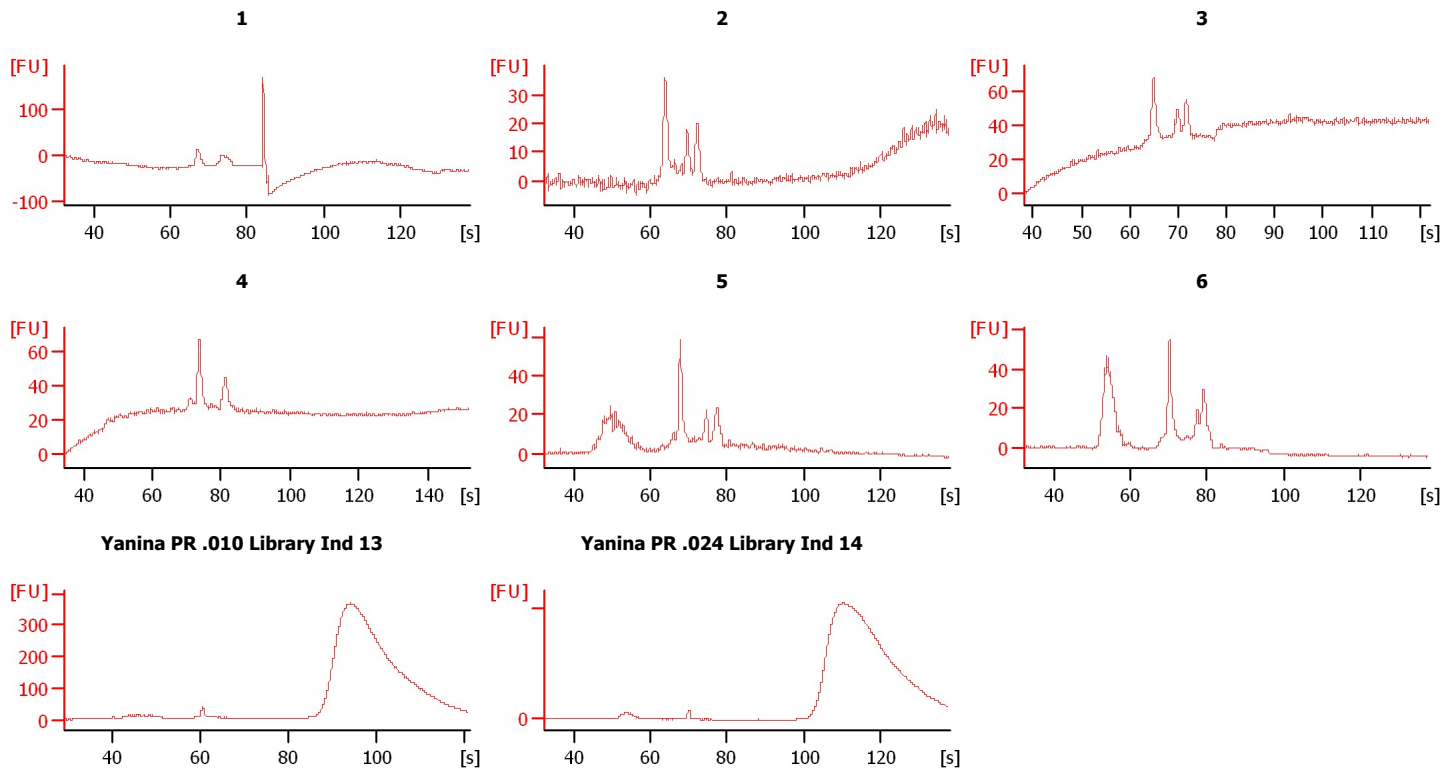 1
[FU]
100
0
-100
40 60 80 100 120 [s]
2
[FU]
30
20
10
0
40 60 80 100 120 [s]
3
[FU]
60
40
20
0
40 50 60 70 80 90 100 110 [s]
4
[FU]
60
40
20
0
40 60 80 100 120 140 [s]
5
[FU]
40
20
0
40 60 80 100 120 [s]
6
[FU]
40
20
0
40 60 80 100 120 [s]
Yanina PR .010 Library Ind 13
[FU]
300
200
100
0
40 60 80 100 [s]
Yanina PR .024 Library Ind 14
[FU]
0
40 60 80 100 120 [s]